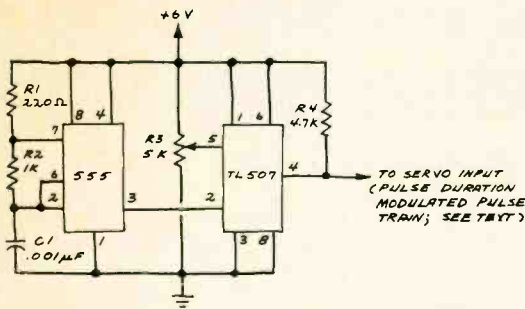 +6V
R1
220Ω
8
4
7
R2
1K
6
2
555
3
1
C1
.001µF
R3
5K
1
6
5
2
TL507
4
3
8
R4
4.7K
TO SERVO INPUT
(PULSE DURATION
MODULATED PULSE
TRAIN; SEE TEXT)